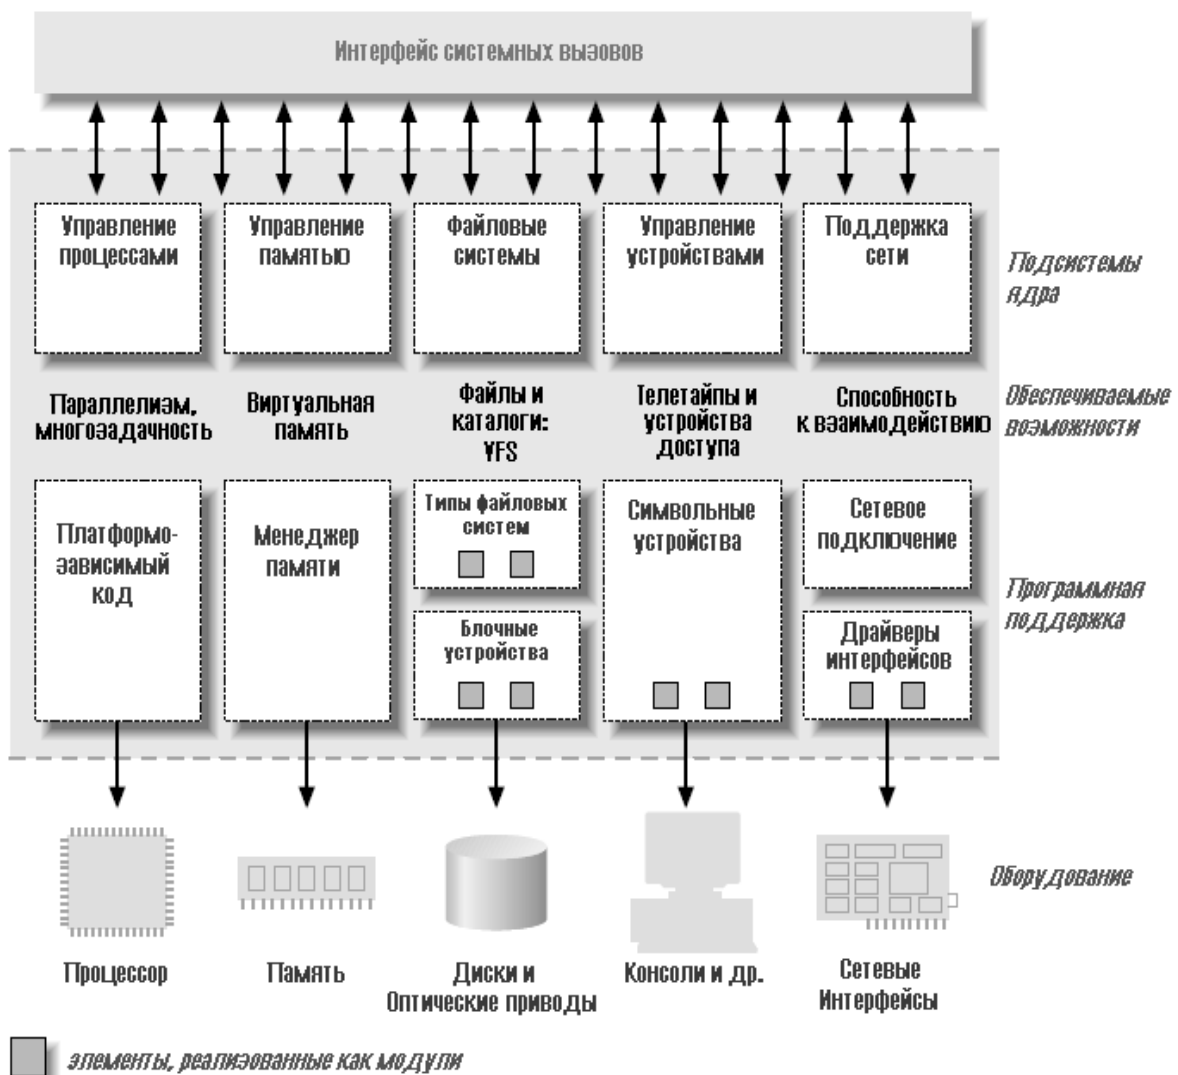 Интерфейс системных вызовов
Управление
процессами
Управление
памятью
Файловые
системы
Управление
устройствами
Поддержка
сети
Подсистемы
ядра
Параллелизм,
многозадачность
Виртуальная
память
Файлы и
каталоги:
VFS
Телетайпы и
устройства
доступа
Способность
к взаимодействию
Обеспечиваемые
возможности
Платформо-
зависимый
код
Менеджер
памяти
Типы файловых
систем
Блочные
устройства
Символьные
устройства
Сетевое
подключение
Драйверы
интерфейсов
Программная
поддержка
Оборудование
Процессор
Память
Диски и
Оптические приводы
Консоли и др.
Сетевые
Интерфейсы
элементы, реализованные как модули